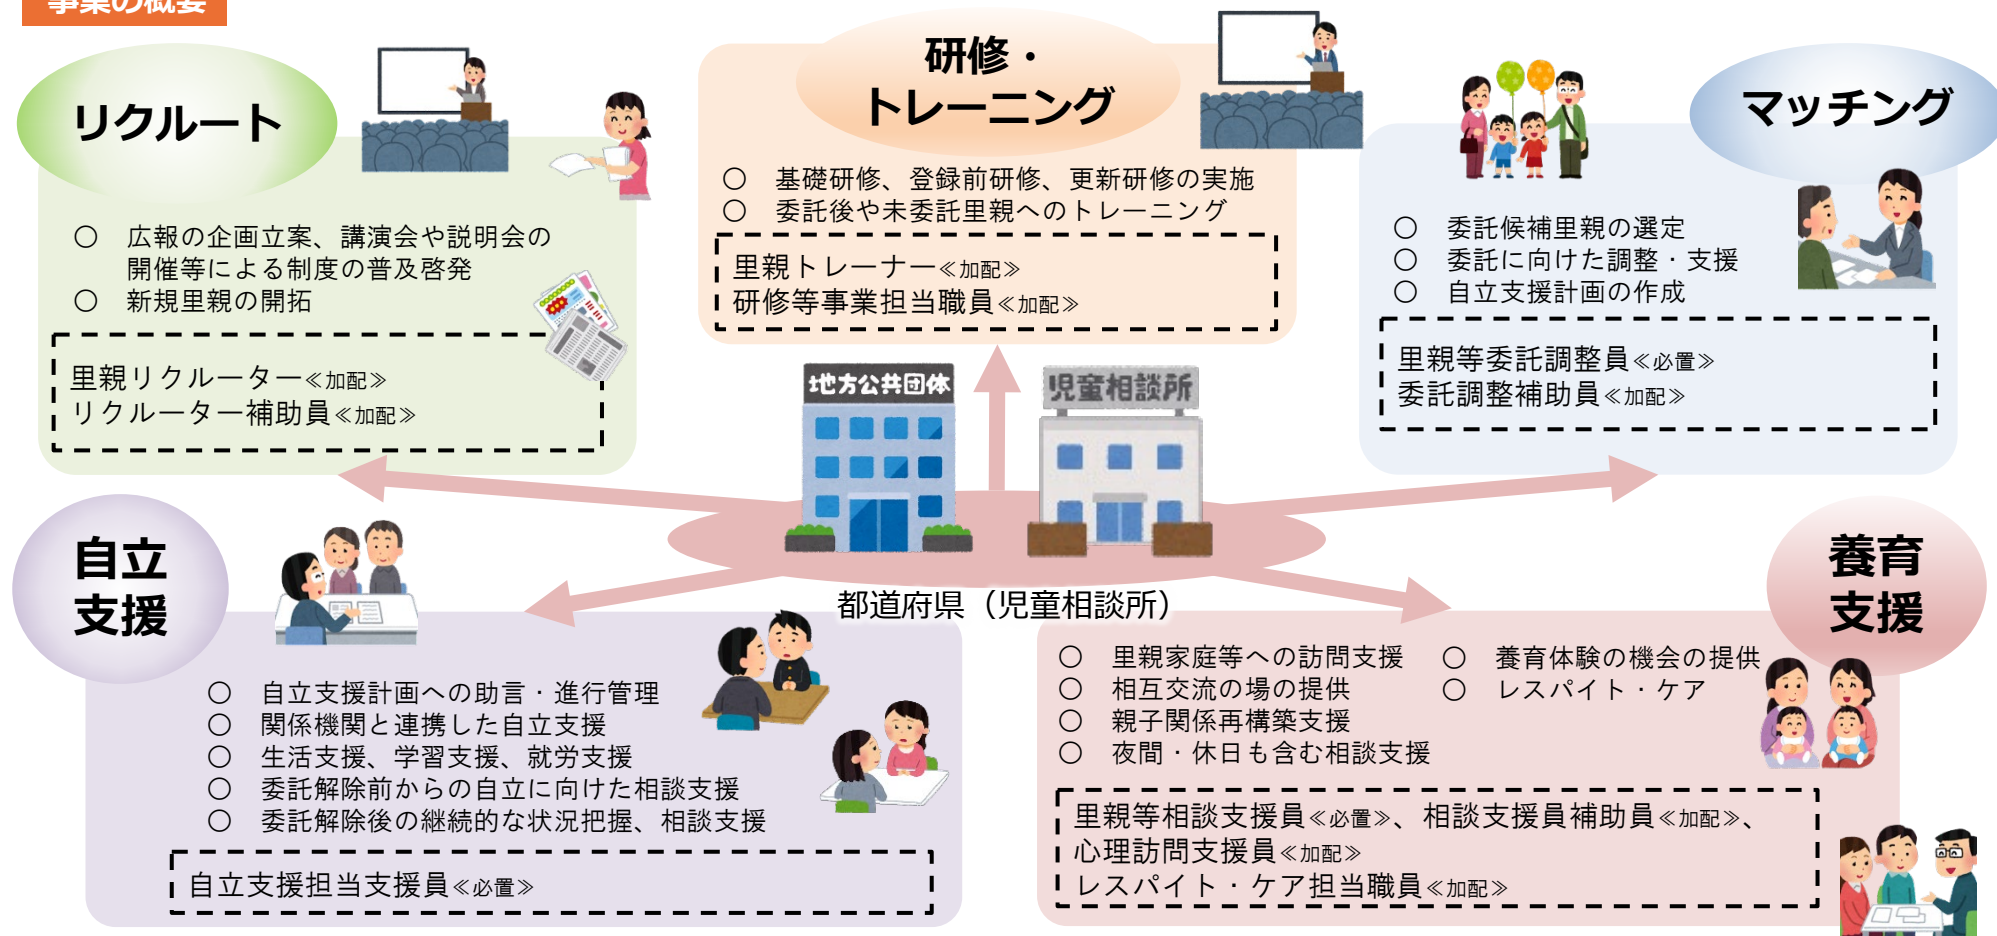 事業の概要
リクルート
○ 広報の企画立案、講演会や説明会の
開催等による制度の普及啓発
○ 新規里親の開拓
里親リクルーター≪加配≫
リクルーター補助員≪加配≫
研修・
トレーニング
○ 基礎研修、登録前研修、更新研修の実施
○ 委託後や未委託里親へのトレーニング
里親トレーナー≪加配≫
研修等事業担当職員≪加配≫
マッチング
○ 委託候補里親の選定
○ 委託に向けた調整・支援
○ 自立支援計画の作成
里親等委託調整員≪必置≫
委託調整補助員≪加配≫
地方公共団体
児童相談所
都道府県（児童相談所）
自立
支援
○ 自立支援計画への助言・進行管理
○ 関係機関と連携した自立支援
○ 生活支援、学習支援、就労支援
○ 委託解除前からの自立に向けた相談支援
○ 委託解除後の継続的な状況把握、相談支援
自立支援担当支援員≪必置≫
養育
支援
○ 里親家庭等への訪問支援
○ 相互交流の場の提供
○ 親子関係再構築支援
○ 夜間・休日も含む相談支援
○ 養育体験の機会の提供
○ レスパイト・ケア
里親等相談支援員≪必置≫、相談支援員補助員≪加配≫、
心理訪問支援員≪加配≫
レスパイト・ケア担当職員≪加配≫